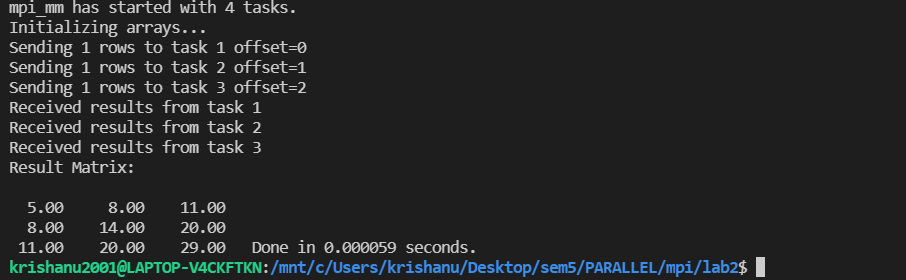 mpi_mm has started with 4 tasks.
Initializing arrays...
Sending 1 rows to task 1 offset=0
Sending 1 rows to task 2 offset=1
Sending 1 rows to task 3 offset=2
Received results from task 1
Received results from task 2
Received results from task 3
Result Matrix:
5.00 8.00 11.00
8.00 14.00 20.00
11.00 20.00 29.00 Done in 0.000059 seconds.
krishanu2001@LAPTOP-V4CKFTKN:/mnt/c/Users/krishanu/Desktop/sem5/PARALLEL/mpi/lab2$